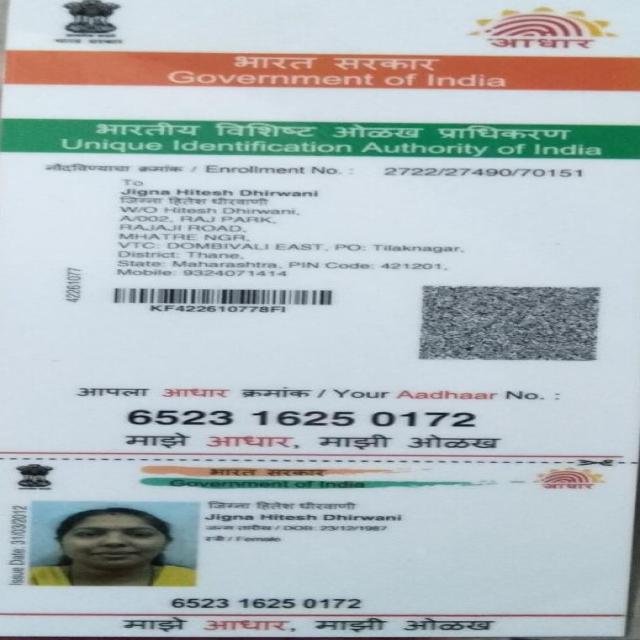 आधार
भारत सरकार
Government of India
भारतीय विशिष्ट ओळख प्राधिकरण
Unique Identification Authority of India
नोंदविण्याचा क्रमांक / Enrollment No. : 2722/27490/70151
To
Jigna Hitesh Dhirwani
जिग्ना हितेश धीरवाणी
W/O Hitesh Dhirwani,
A/002, RAJ PARK,
RAJAJI ROAD,
MHATRE NGR,
VTC: DOMBIVALI EAST, PO: Tilaknagar,
District: Thane,
State: Maharashtra, PIN Code: 421201,
Mobile: 9324071414
42261077
KF422610778FI
आपला आधार क्रमांक / Your Aadhaar No. :
6523 1625 0172
माझे आधार, माझी ओळख
भारत सरकार
Government of India
आधार
Issue Date: 31/03/2012
जिग्ना हितेश धीरवाणी
Jigna Hitesh Dhirwani
जन्म तारीख / DOB: 23/12/1987
स्त्री / Female
6523 1625 0172
माझे आधार, माझी ओळख